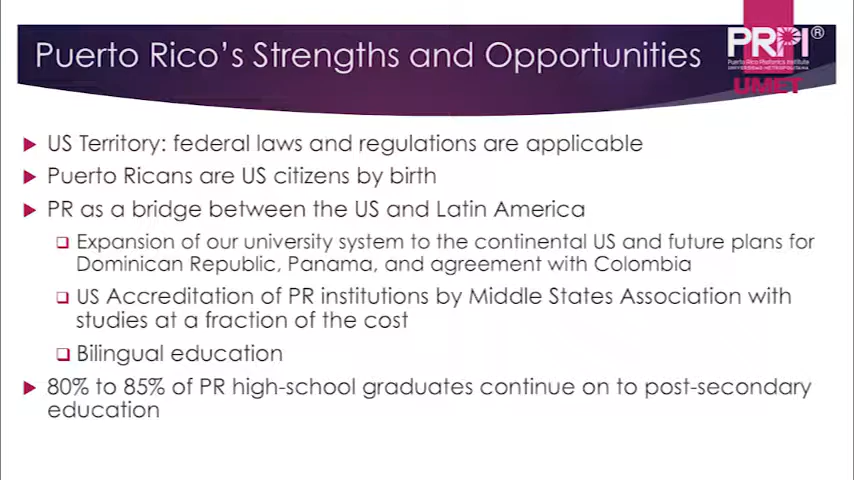 Puerto Rico's Strengths and Opportunities
PRPI®
Puerto Rico Photonics Institute
UNIVERSIDAD METROPOLITANA
UMET
US Territory: federal laws and regulations are applicable
Puerto Ricans are US citizens by birth
PR as a bridge between the US and Latin America
Expansion of our university system to the continental US and future plans for
Dominican Republic, Panama, and agreement with Colombia
US Accreditation of PR institutions by Middle States Association with
studies at a fraction of the cost
Bilingual education
80% to 85% of PR high-school graduates continue on to post-secondary
education